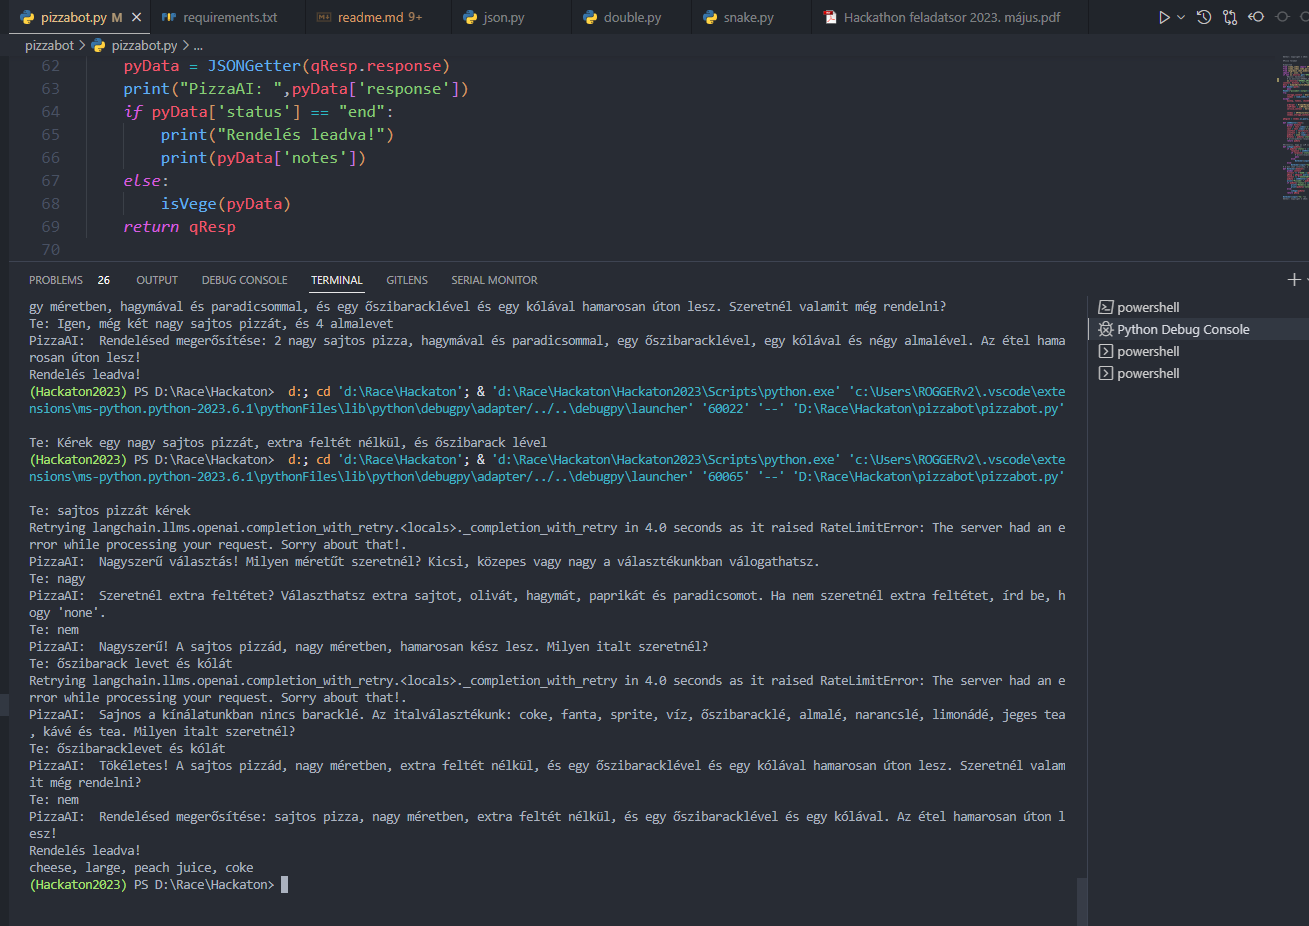 pizzabot.py M
requirements.txt
readme.md 9+
json.py
double.py
snake.py
Hackathon feladatsor 2023. május.pdf
pizzabot > pizzabot.py > ...
62 pyData = JSONGetter(qResp.response)
63 print("PizzaAI: ",pyData['response'])
64 if pyData['status'] == "end":
65 print("Rendelés leadva!")
66 print(pyData['notes'])
67 else:
68 isVege(pyData)
69 return qResp
70
PROBLEMS 26 OUTPUT DEBUG CONSOLE TERMINAL GITLENS SERIAL MONITOR
gy méretben, hagymával és paradicsommal, és egy őszibaracklével és egy kólával hamarosan úton lesz. Szeretnél valamit még rendelni?
Te: Igen, még két nagy sajtos pizzát, és 4 almalevet
PizzaAI:  Rendelésed megerősítése: 2 nagy sajtos pizza, hagymával és paradicsommal, egy őszibaracklével, egy kólával és négy almalével. Az étel hama
rosan úton lesz!
Rendelés leadva!
(Hackaton2023) PS D:\Race\Hackaton>  d:; cd 'd:\Race\Hackaton'; & 'd:\Race\Hackaton\Hackaton2023\Scripts\python.exe' 'c:\Users\ROGGERv2\.vscode\exte
nsions\ms-python.python-2023.6.1\pythonFiles\lib\python\debugpy\adapter/../..\debugpy\launcher' '60022' '--' 'D:\Race\Hackaton\pizzabot\pizzabot.py'
Te: Kérek egy nagy sajtos pizzát, extra feltét nélkül, és őszibarack lével
(Hackaton2023) PS D:\Race\Hackaton>  d:; cd 'd:\Race\Hackaton'; & 'd:\Race\Hackaton\Hackaton2023\Scripts\python.exe' 'c:\Users\ROGGERv2\.vscode\exte
nsions\ms-python.python-2023.6.1\pythonFiles\lib\python\debugpy\adapter/../..\debugpy\launcher' '60065' '--' 'D:\Race\Hackaton\pizzabot\pizzabot.py'
Te: sajtos pizzát kérek
Retrying langchain.llms.openai.completion_with_retry.<locals>._completion_with_retry in 4.0 seconds as it raised RateLimitError: The server had an e
rror while processing your request. Sorry about that!.
PizzaAI:  Nagyszerű választás! Milyen méretűt szeretnél? Kicsi, közepes vagy nagy a választékunkban válogathatsz.
Te: nagy
PizzaAI:  Szeretnél extra feltétet? Választhatsz extra sajtot, olivát, hagymát, paprikát és paradicsomot. Ha nem szeretnél extra feltétet, írd be, h
ogy 'none'.
Te: nem
PizzaAI:  Nagyszerű! A sajtos pizzád, nagy méretben, hamarosan kész lesz. Milyen italt szeretnél?
Te: őszibarack levet és kólát
Retrying langchain.llms.openai.completion_with_retry.<locals>._completion_with_retry in 4.0 seconds as it raised RateLimitError: The server had an e
rror while processing your request. Sorry about that!.
PizzaAI:  Sajnos a kínálatunkban nincs baracklé. Az italválasztékunk: coke, fanta, sprite, víz, őszibaracklé, almalé, narancslé, limonádé, jeges tea
, kávé és tea. Milyen italt szeretnél?
Te: őszibaracklevet és kólát
PizzaAI:  Tökéletes! A sajtos pizzád, nagy méretben, extra feltét nélkül, és egy őszibaracklével és egy kólával hamarosan úton lesz. Szeretnél valam
it még rendelni?
Te: nem
PizzaAI:  Rendelésed megerősítése: sajtos pizza, nagy méretben, extra feltét nélkül, és egy őszibaracklével és egy kólával. Az étel hamarosan úton l
esz!
Rendelés leadva!
cheese, large, peach juice, coke
(Hackaton2023) PS D:\Race\Hackaton>
powershell
Python Debug Console
powershell
powershell